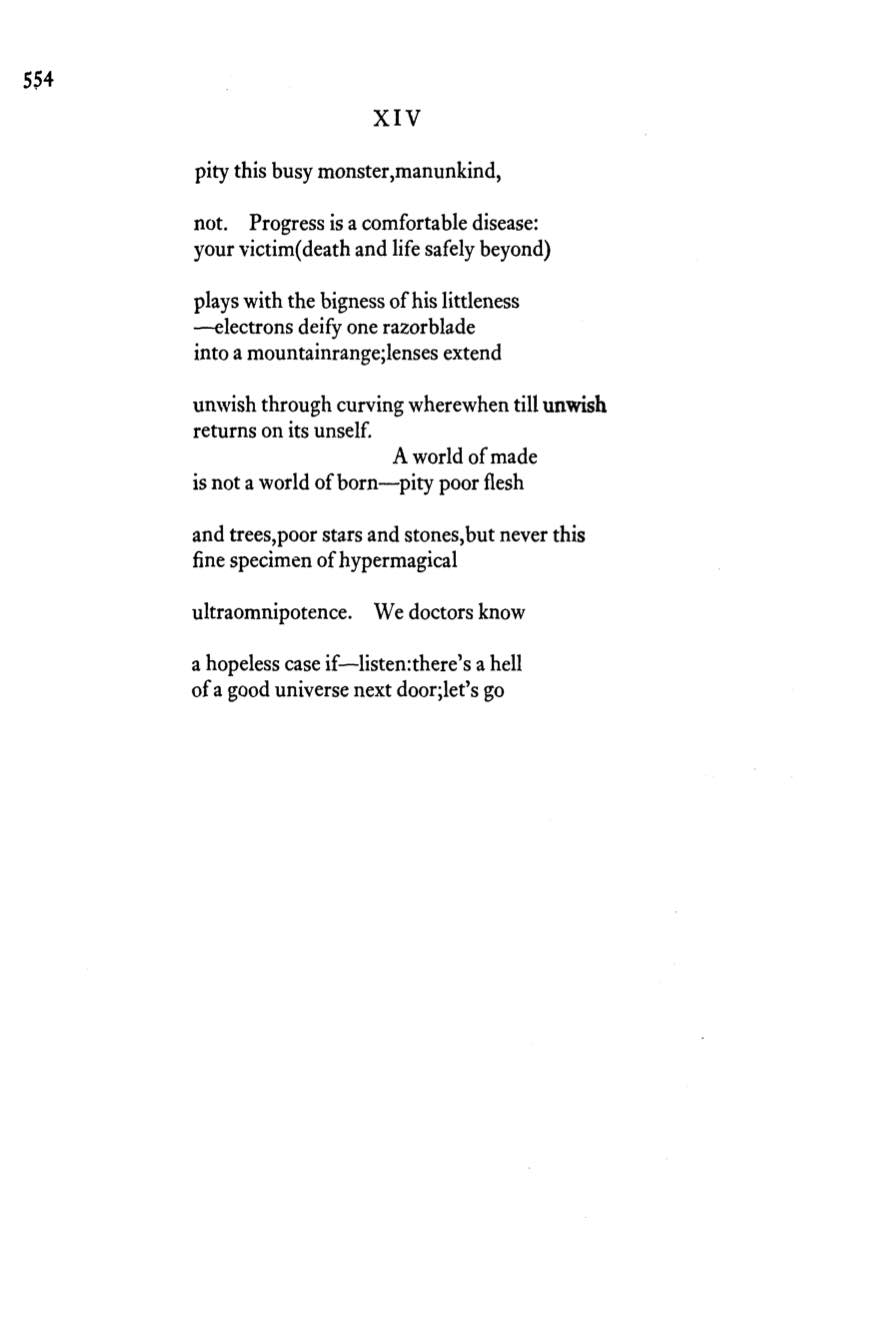 554
XIV
pity this busy monster,manunkind,
not.    Progress is a comfortable disease:
your victim(death and life safely beyond)
plays with the bigness of his littleness
—electrons deify one razorblade
into a mountainrange;lenses extend
unwish through curving wherewhen till unwish
returns on its unself.
A world of made
is not a world of born—pity poor flesh
and trees,poor stars and stones,but never this
fine specimen of hypermagical
ultraomnipotence.    We doctors know
a hopeless case if—listen:there's a hell
of a good universe next door;let's go